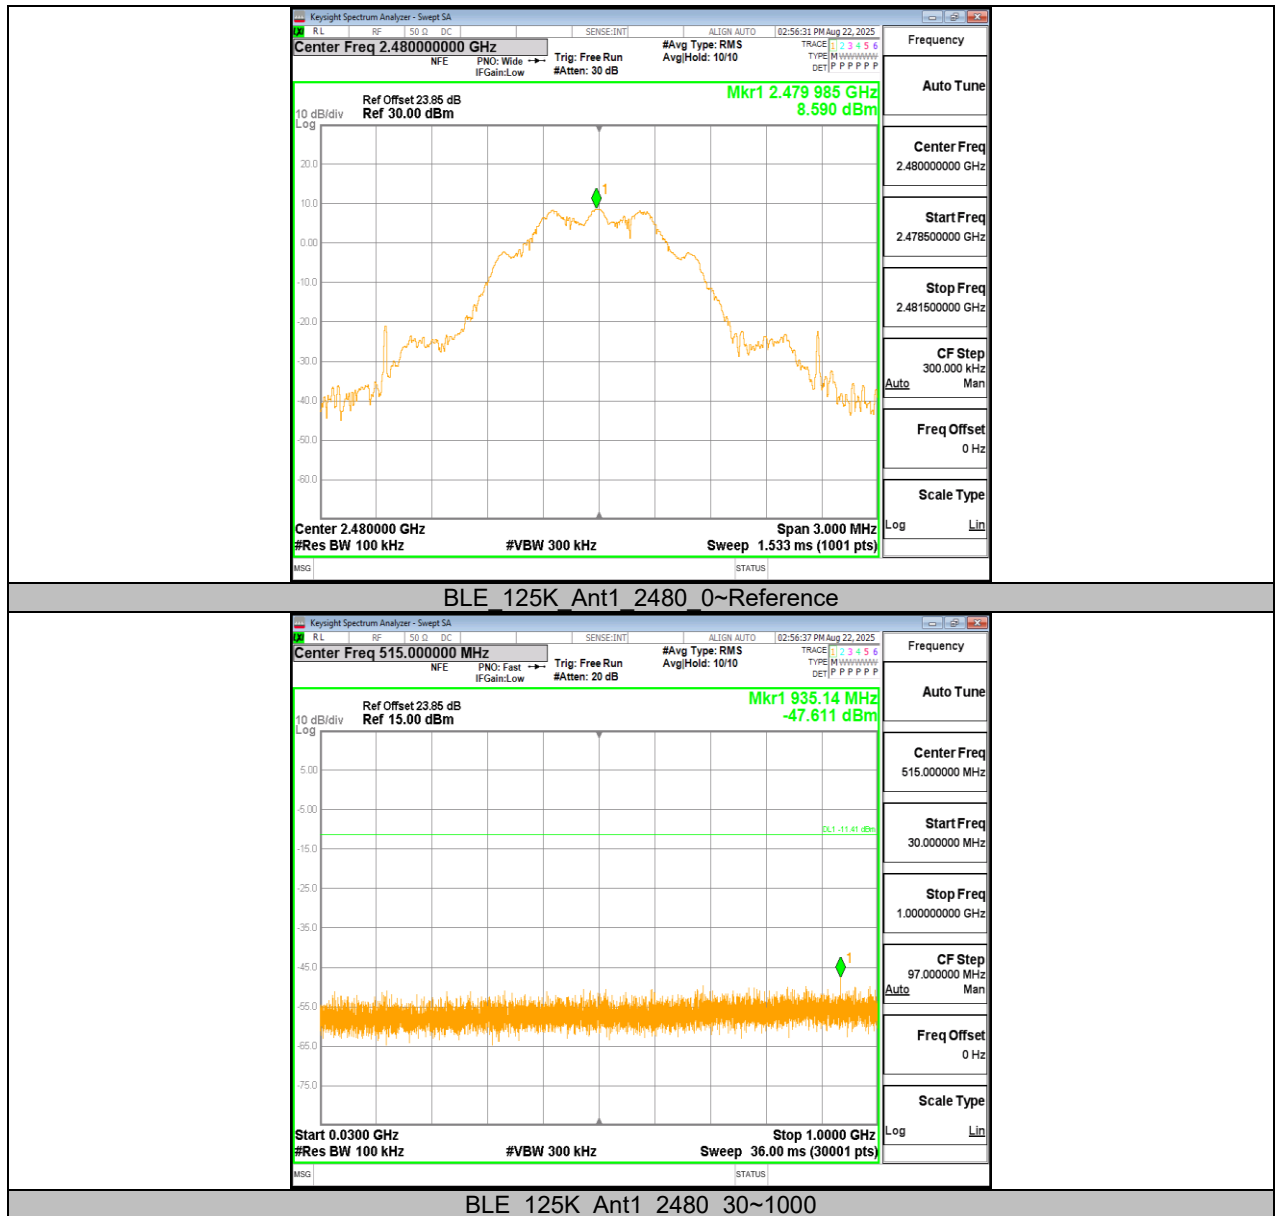 Keysight Spectrum Analyzer - Swept SA
RL RF 50 Ω DC SENSE:INT ALIGN AUTO 02:56:31 PM Aug 22, 2025
Center Freq 2.480000000 GHz
NFE
PNO: Wide
IFGain:Low
Trig: Free Run
#Atten: 30 dB
#Avg Type: RMS
Avg|Hold: 10/10
TRACE 1 2 3 4 5 6
TYPE M WWWWW
DET P P P P P P
Frequency
Auto Tune
Center Freq
2.480000000 GHz
Start Freq
2.478500000 GHz
Stop Freq
2.481500000 GHz
CF Step
300.000 kHz
Auto Man
Freq Offset
0 Hz
Scale Type
Log Lin
Mkr1 2.479 985 GHz
8.590 dBm
Ref Offset 23.85 dB
10 dB/div Ref 30.00 dBm
Log
20.0
10.0
0.00
-10.0
-20.0
-30.0
-40.0
-50.0
-60.0
1
Center 2.480000 GHz Span 3.000 MHz
#Res BW 100 kHz #VBW 300 kHz Sweep 1.533 ms (1001 pts)
MSG STATUS
BLE_125K_Ant1_2480_0~Reference
Keysight Spectrum Analyzer - Swept SA
RL RF 50 Ω DC SENSE:INT ALIGN AUTO 02:56:37 PM Aug 22, 2025
Center Freq 515.000000 MHz
NFE
PNO: Fast
IFGain:Low
Trig: Free Run
#Atten: 20 dB
#Avg Type: RMS
Avg|Hold: 10/10
TRACE 1 2 3 4 5 6
TYPE M WWWWW
DET P P P P P P
Frequency
Auto Tune
Center Freq
515.000000 MHz
Start Freq
30.000000 MHz
Stop Freq
1.000000000 GHz
CF Step
97.000000 MHz
Auto Man
Freq Offset
0 Hz
Scale Type
Log Lin
Mkr1 935.14 MHz
-47.611 dBm
Ref Offset 23.85 dB
10 dB/div Ref 15.00 dBm
Log
5.00
-5.00
-15.0
-25.0
-35.0
-45.0
-55.0
-65.0
-75.0
DL1 -11.41 dBm
1
Start 0.0300 GHz Stop 1.0000 GHz
#Res BW 100 kHz #VBW 300 kHz Sweep 36.00 ms (30001 pts)
MSG STATUS
BLE_125K_Ant1_2480_30~1000